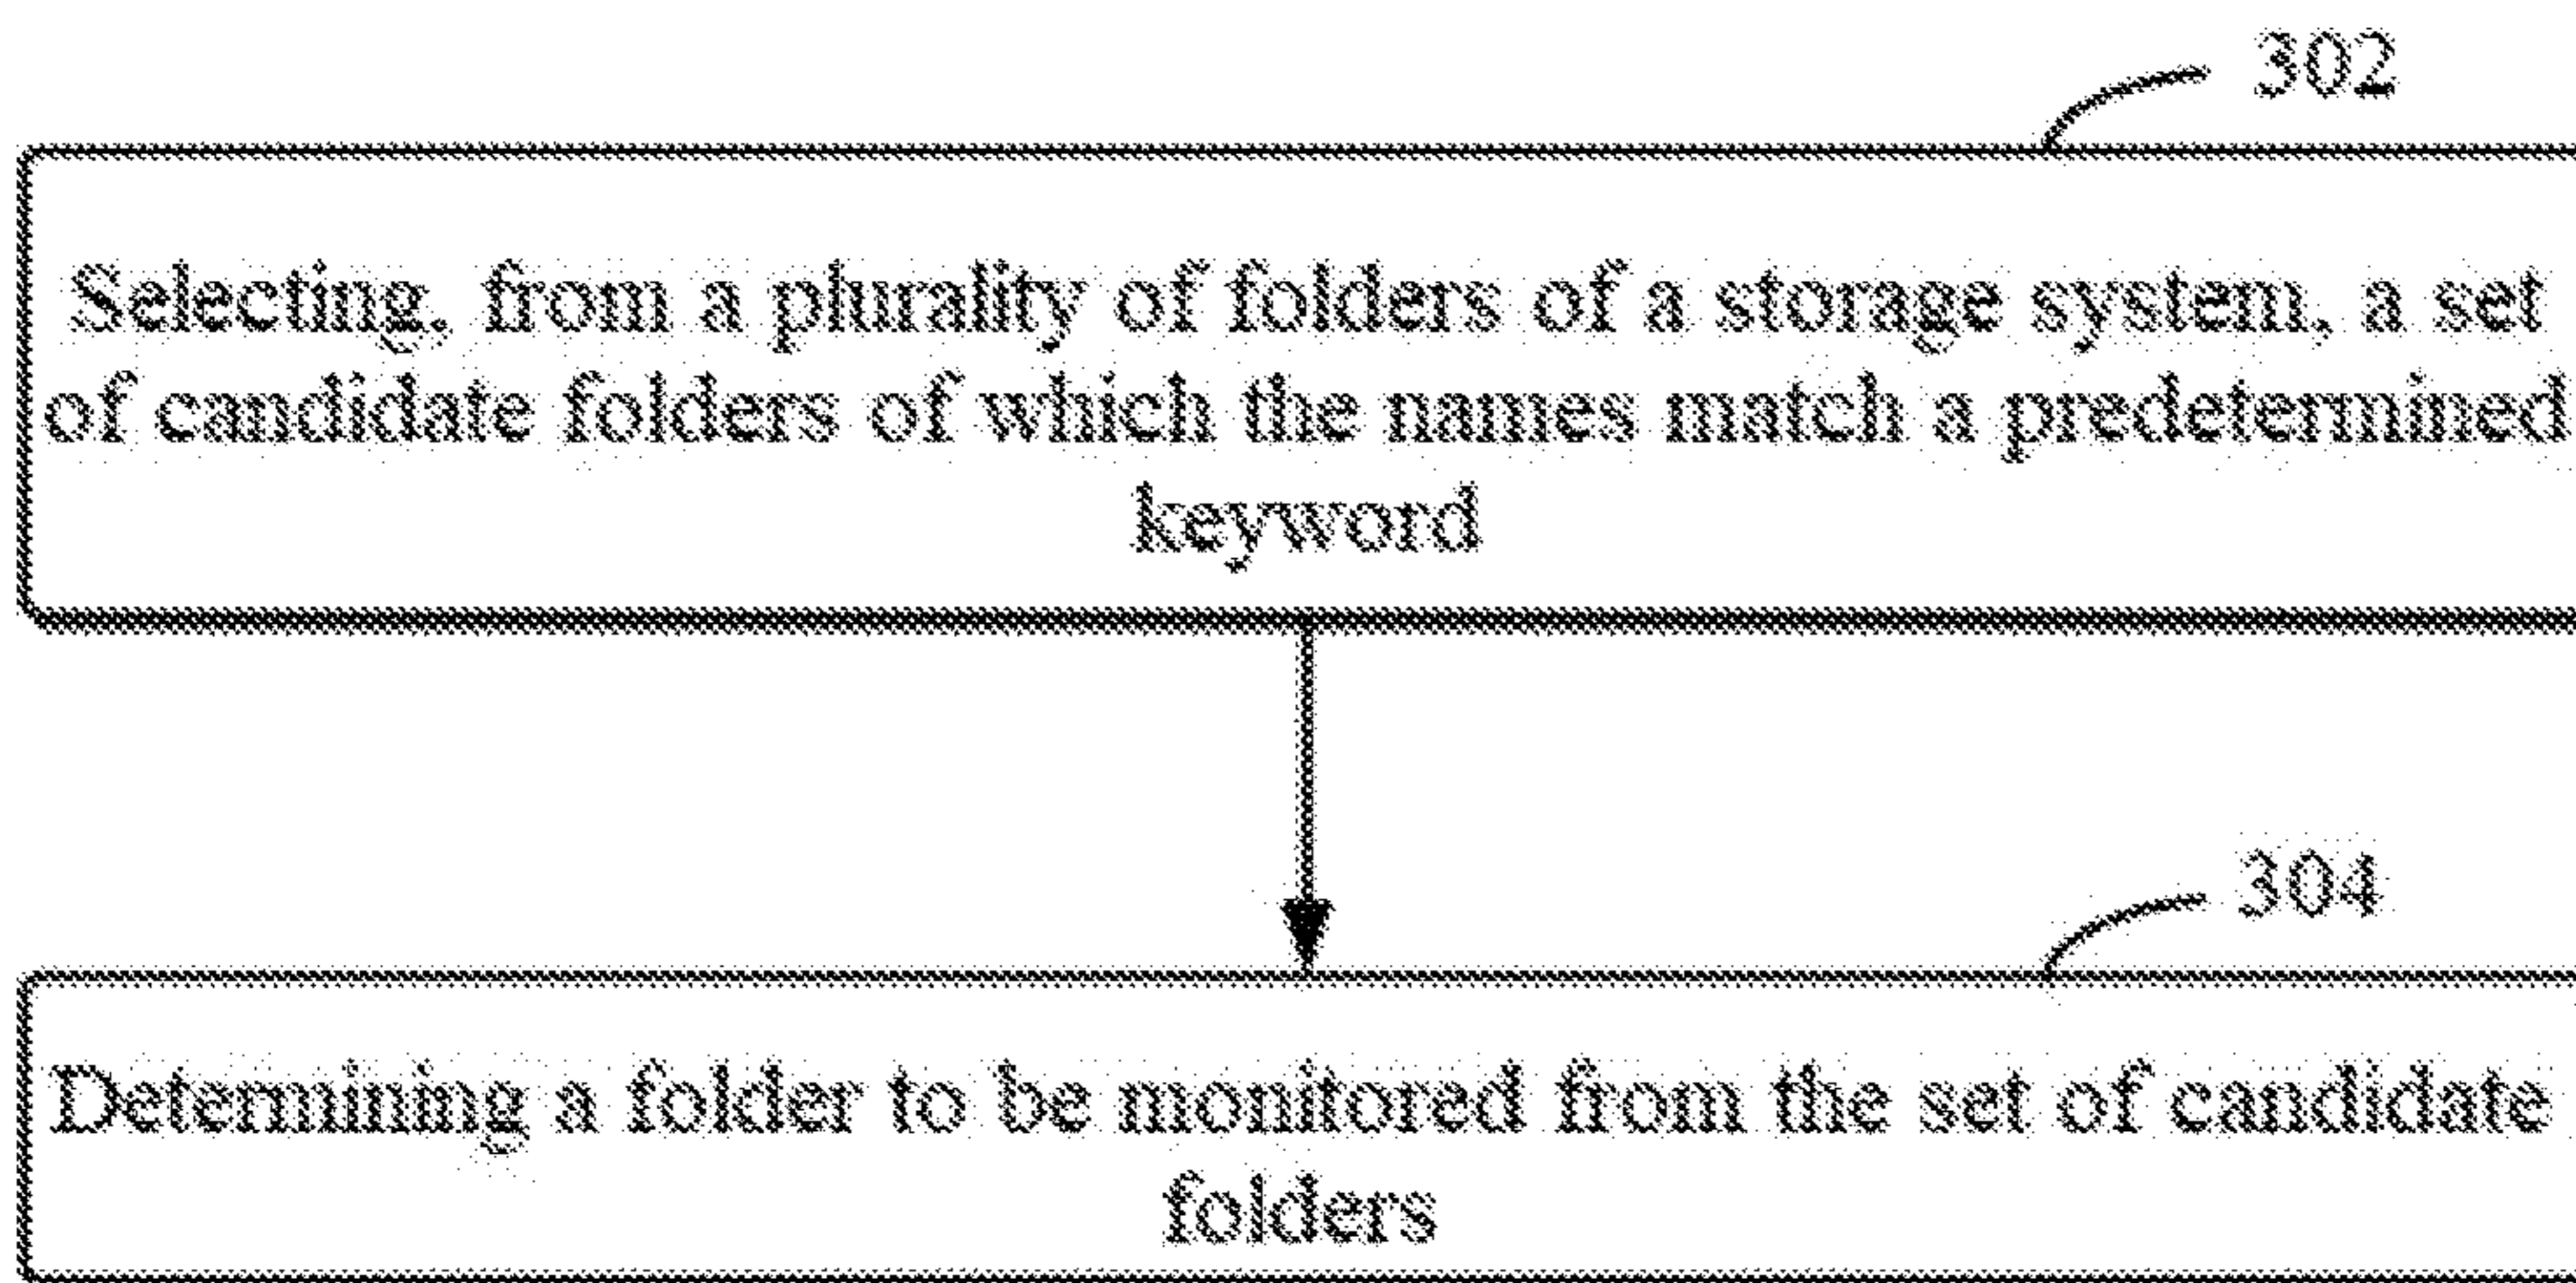 302
Selecting, from a plurality of folders of a storage system, a set
of candidate folders of which the names match a predetermined
keyword
304
Determining a folder to be monitored from the set of candidate
folders